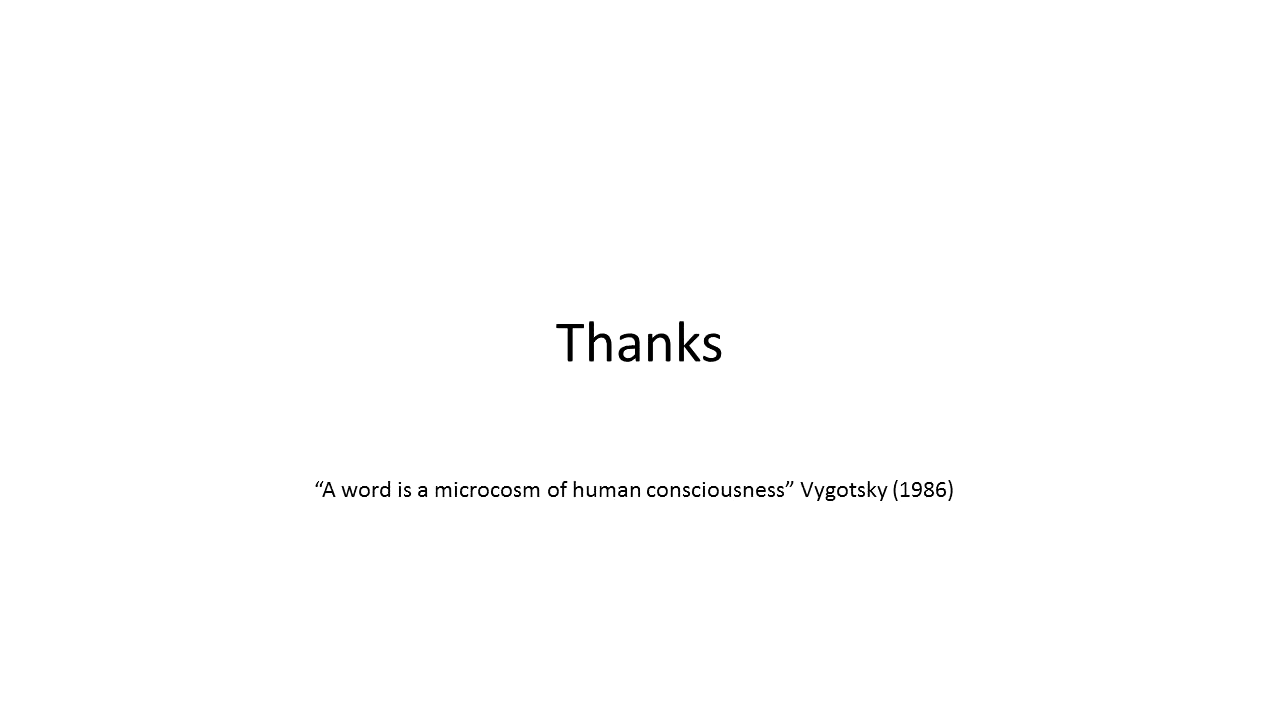 Thanks
“A word is a microcosm of human consciousness” Vygotsky (1986)